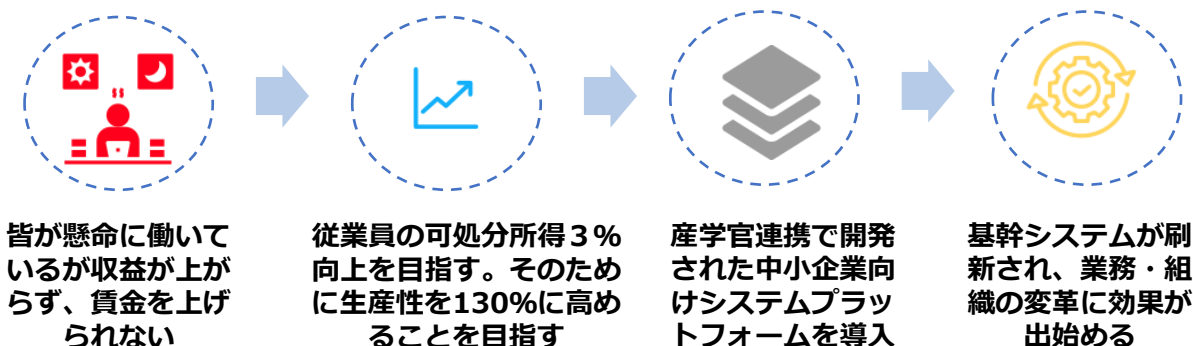 皆が懸命に働いて
いるが収益が上が
らず、賃金を上げ
られない
従業員の可処分所得３％
向上を目指す。そのため
に生産性を130%に高め
ることを目指す
産学官連携で開発
された中小企業向
けシステムプラッ
トフォームを導入
基幹システムが刷
新され、業務・組
織の変革に効果が
出始める